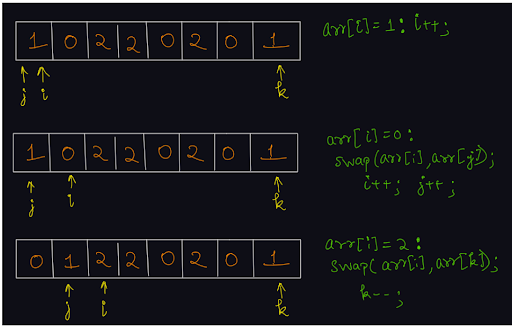 1 0 2 2 0 2 0 1
arr[i]=1: i++;
j i k
1 0 2 2 0 2 0 1
arr[i]=0:
swap(arr[i],arr[j]);
i++; j++;
j i k
0 1 2 2 0 2 0 1
arr[i]=2:
swap(arr[i],arr[k]);
k--;
j i k